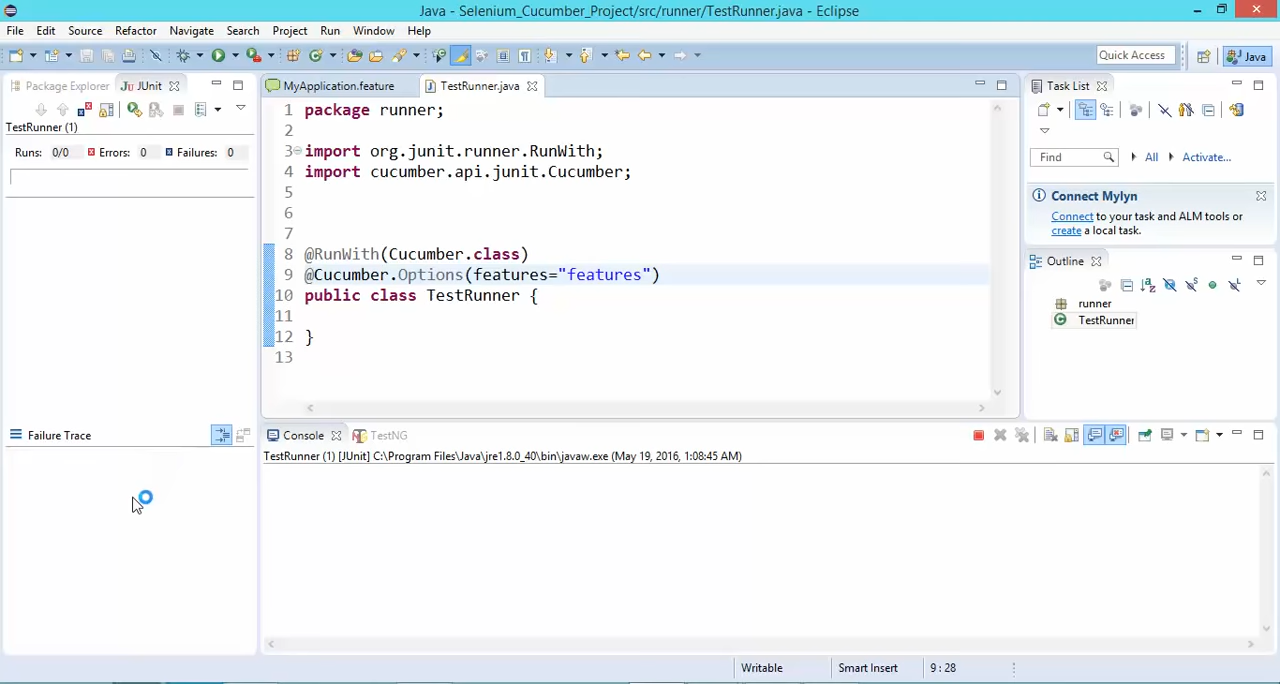 Java - Selenium_Cucumber_Project/src/runner/TestRunner.java - Eclipse
File Edit Source Refactor Navigate Search Project Run Window Help
Quick Access
Java
Package Explorer
JUnit
TestRunner (1)
Runs: 0/0 Errors: 0 Failures: 0
Failure Trace
MyApplication.feature
TestRunner.java
1 package runner;
2
3 import org.junit.runner.RunWith;
4 import cucumber.api.junit.Cucumber;
5
6
7
8 @RunWith(Cucumber.class)
9 @Cucumber.Options(features="features")
10 public class TestRunner {
11
12 }
13
Console
TestNG
TestRunner (1) [JUnit] C:\Program Files\Java\jre1.8.0_40\bin\javaw.exe (May 19, 2016, 1:08:45 AM)
Task List
Find
All
Activate...
Connect Mylyn
Connect to your task and ALM tools or
create a local task.
Outline
runner
TestRunner
Writable
Smart Insert
9 : 28